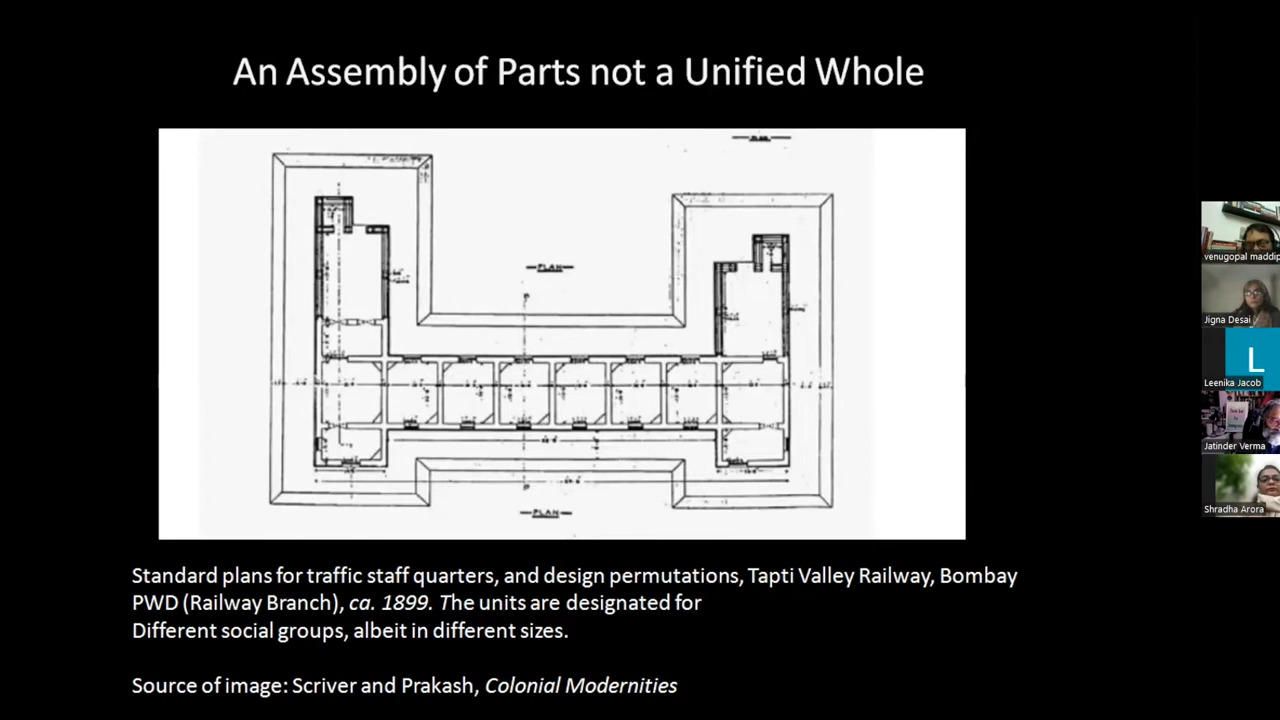 An Assembly of Parts not a Unified Whole
PLAN
PLAN
Standard plans for traffic staff quarters, and design permutations, Tapti Valley Railway, Bombay
PWD (Railway Branch), ca. 1899. The units are designated for
Different social groups, albeit in different sizes.
Source of image: Scriver and Prakash, Colonial Modernities
venugopal maddip
Jigna Desai
L
Leenika Jacob
Jatinder Verma
Shradha Arora